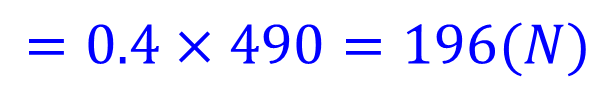 = 0.4 × 490 = 196(N)